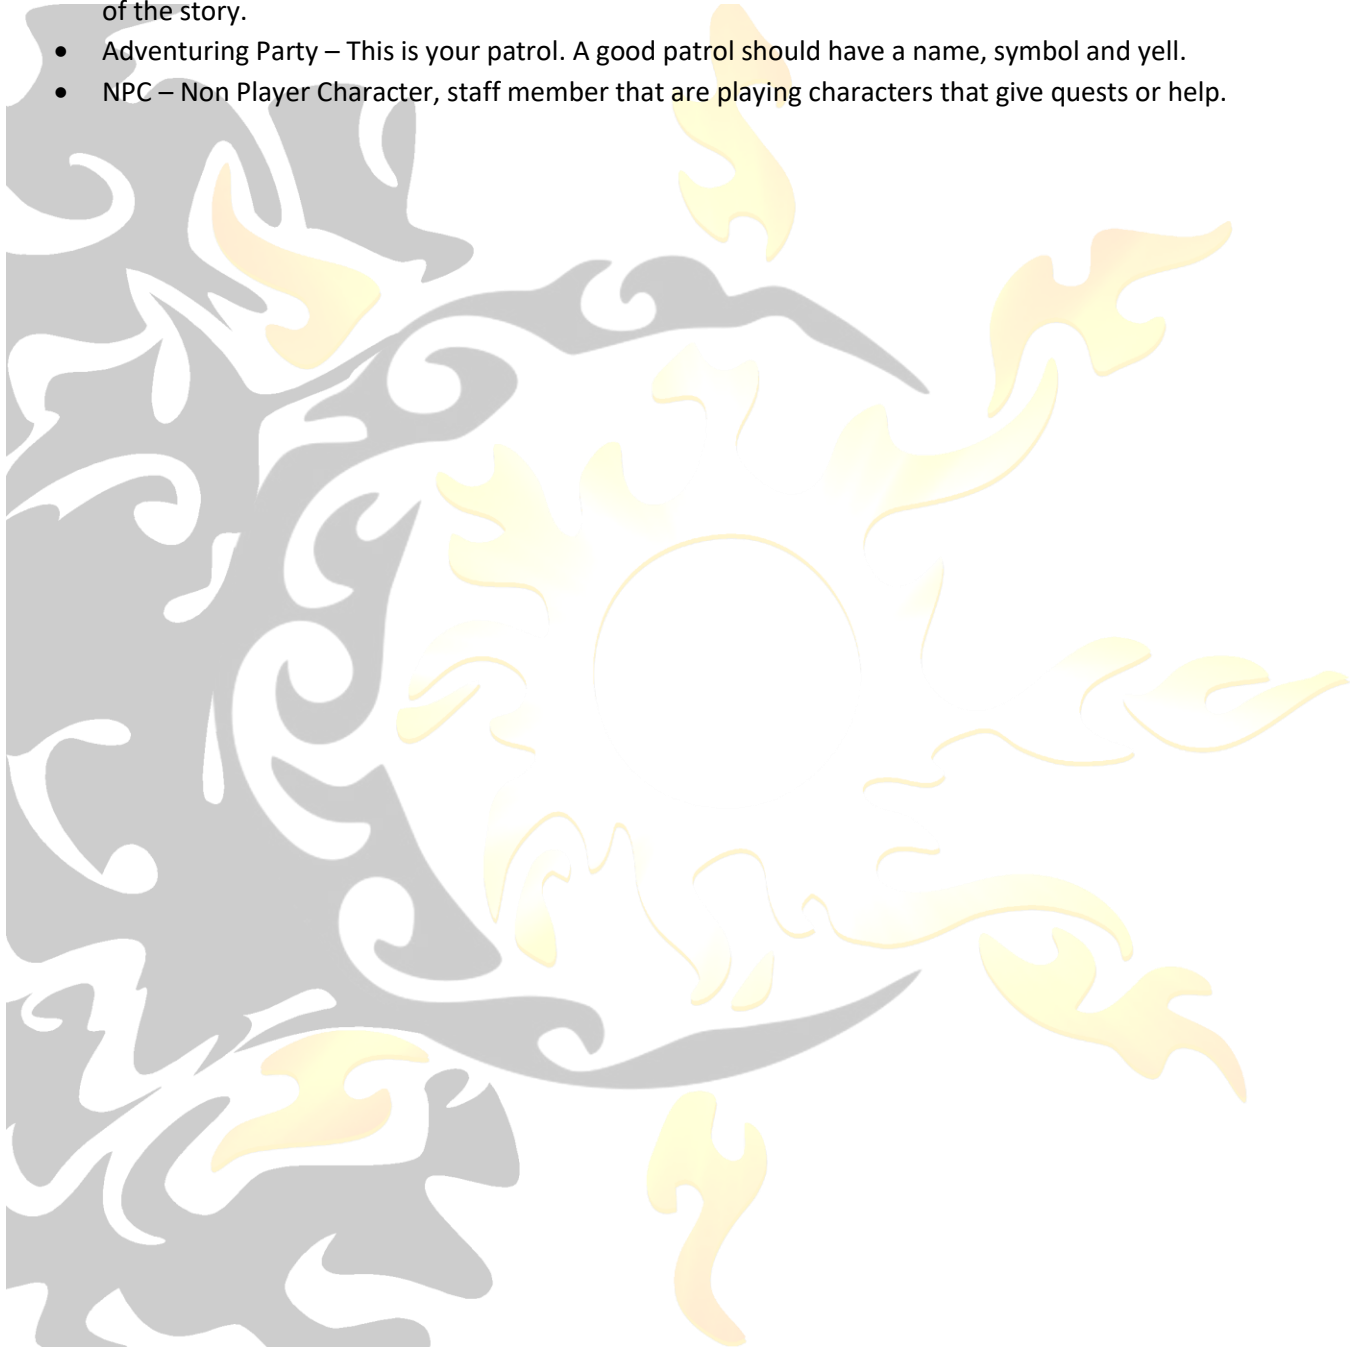 of the story.
• Adventuring Party – This is your patrol. A good patrol should have a name, symbol and yell.
• NPC – Non Player Character, staff member that are playing characters that give quests or help.